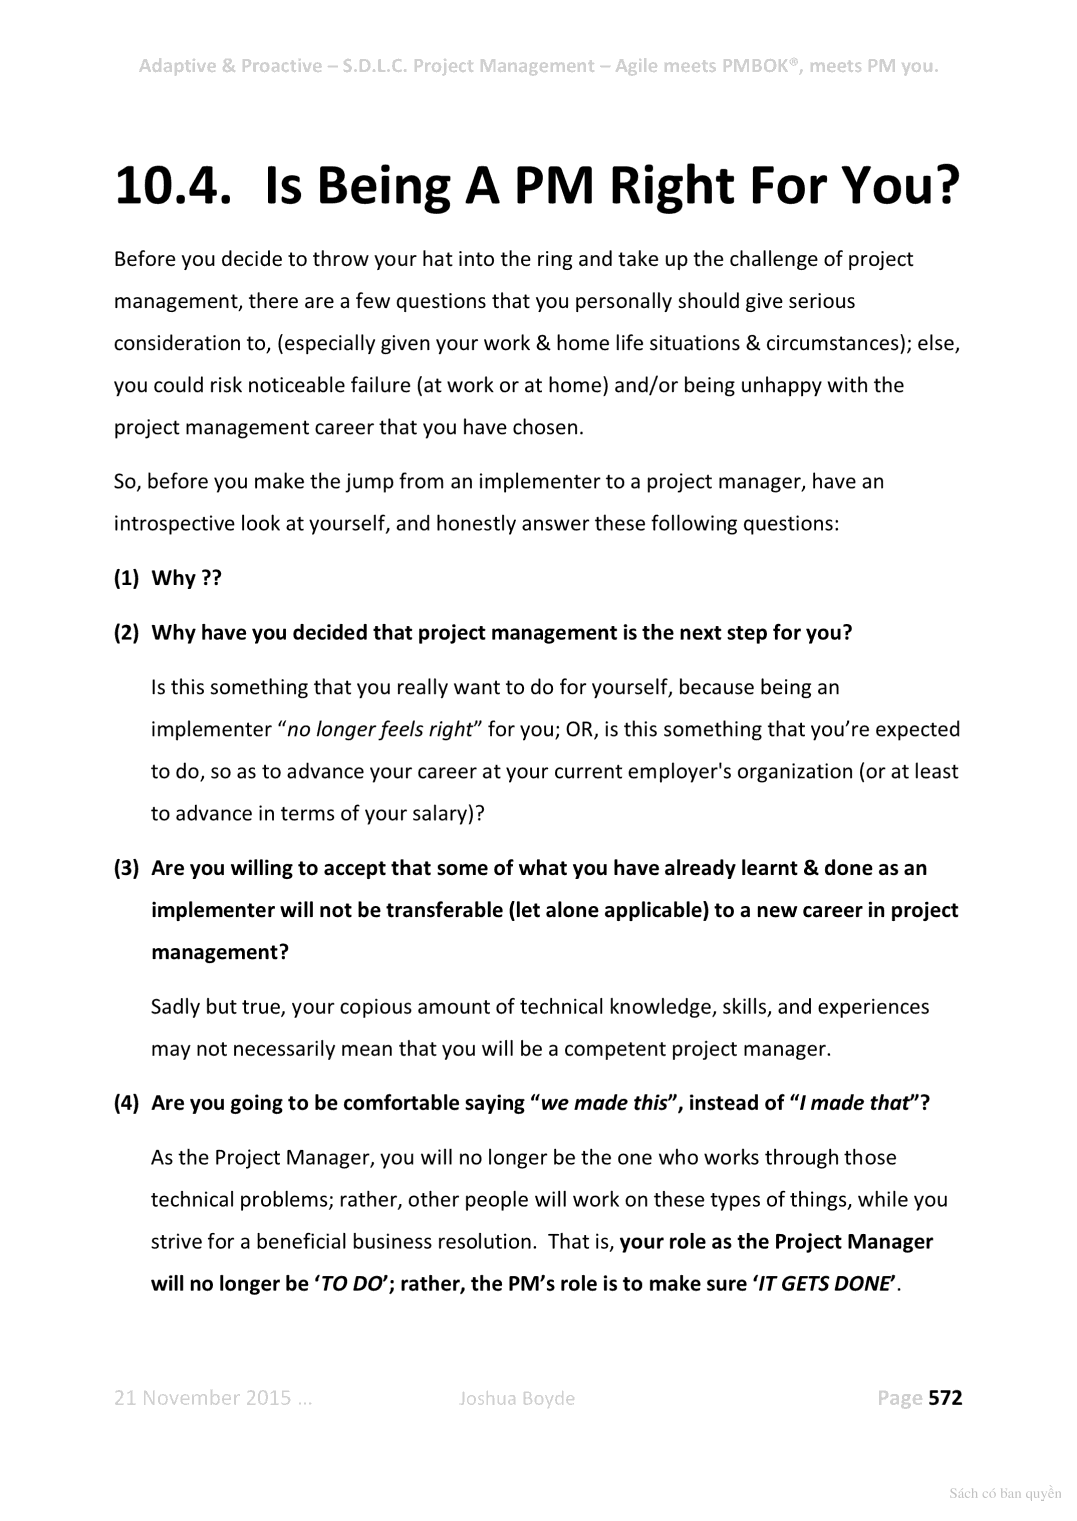 Adaptive & Proactive – S.D.L.C. Project Management – Agile meets PMBOK®, meets PM you.
10.4. Is Being A PM Right For You?
Before you decide to throw your hat into the ring and take up the challenge of project
management, there are a few questions that you personally should give serious
consideration to, (especially given your work & home life situations & circumstances); else,
you could risk noticeable failure (at work or at home) and/or being unhappy with the
project management career that you have chosen.
So, before you make the jump from an implementer to a project manager, have an
introspective look at yourself, and honestly answer these following questions:
(1) Why ??
(2) Why have you decided that project management is the next step for you?
Is this something that you really want to do for yourself, because being an
implementer “no longer feels right” for you; OR, is this something that you’re expected
to do, so as to advance your career at your current employer's organization (or at least
to advance in terms of your salary)?
(3) Are you willing to accept that some of what you have already learnt & done as an
implementer will not be transferable (let alone applicable) to a new career in project
management?
Sadly but true, your copious amount of technical knowledge, skills, and experiences
may not necessarily mean that you will be a competent project manager.
(4) Are you going to be comfortable saying “we made this”, instead of “I made that”?
As the Project Manager, you will no longer be the one who works through those
technical problems; rather, other people will work on these types of things, while you
strive for a beneficial business resolution.  That is, your role as the Project Manager
will no longer be ‘TO DO’; rather, the PM’s role is to make sure ‘IT GETS DONE’.
21 November 2015 ... Joshua Boyde Page 572
Sách có bản quyền